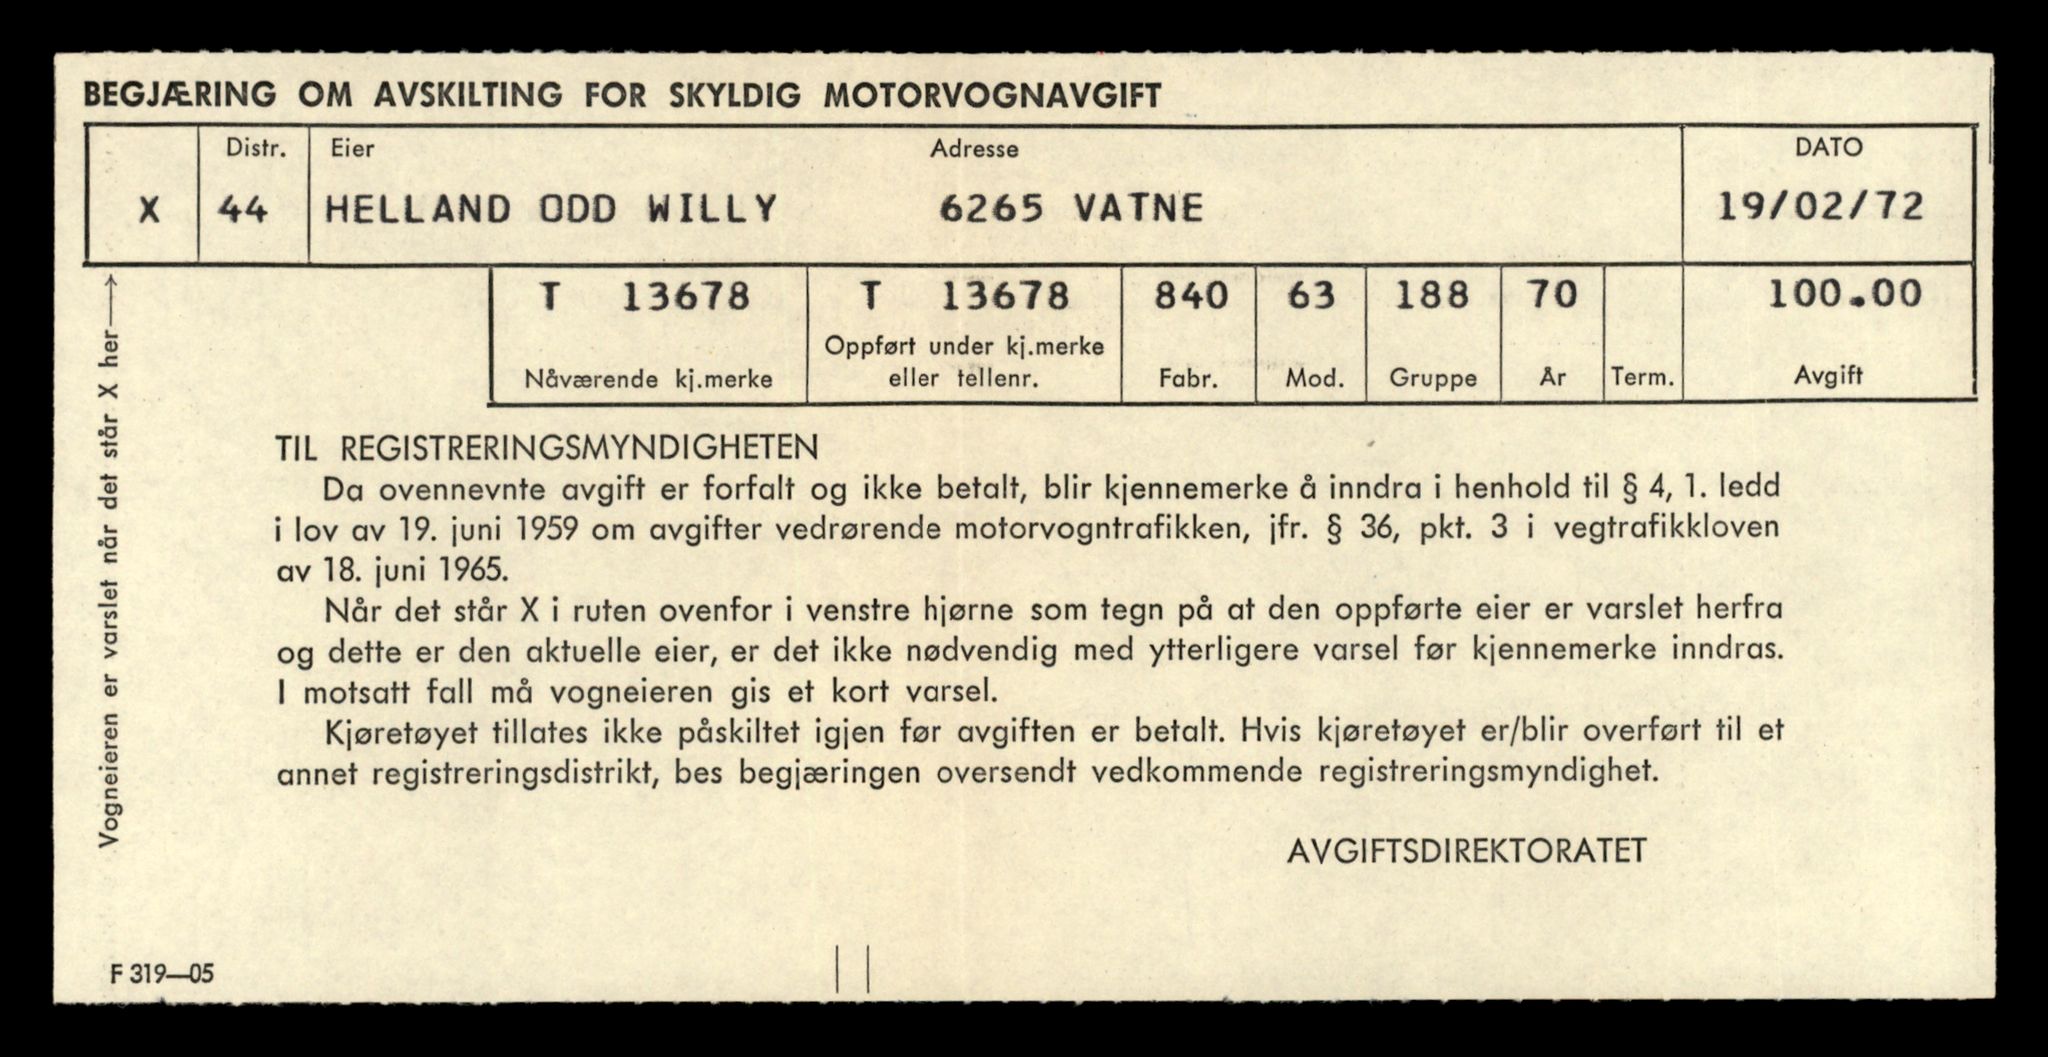 BEGJÆRING OM AVSKILTING FOR SKYLDIG MOTORVOGNAVGIFT
Distr. Eier Adresse DATO
X 44 HELLAND ODD WILLY 6265 VATNE 19/02/72
T 13678 T 13678 840 63 188 70 100.00
Oppført under kj.merke
Nåværende kj.merke eller tellenr. Fabr. Mod. Gruppe År Term. Avgift
Vogneieren er varslet når det står X her→
TIL REGISTRERINGSMYNDIGHETEN
Da ovennevnte avgift er forfalt og ikke betalt, blir kjennemerke å inndra i henhold til § 4, 1. ledd
i lov av 19. juni 1959 om avgifter vedrørende motorvogntrafikken, jfr. § 36, pkt. 3 i vegtrafikkloven
av 18. juni 1965.
Når det står X i ruten ovenfor i venstre hjørne som tegn på at den oppførte eier er varslet herfra
og dette er den aktuelle eier, er det ikke nødvendig med ytterligere varsel før kjennemerke inndras.
I motsatt fall må vogneieren gis et kort varsel.
Kjøretøyet tillates ikke påskiltet igjen før avgiften er betalt. Hvis kjøretøyet er/blir overført til et
annet registreringsdistrikt, bes begjæringen oversendt vedkommende registreringsmyndighet.
AVGIFTSDIREKTORATET
F 319—05